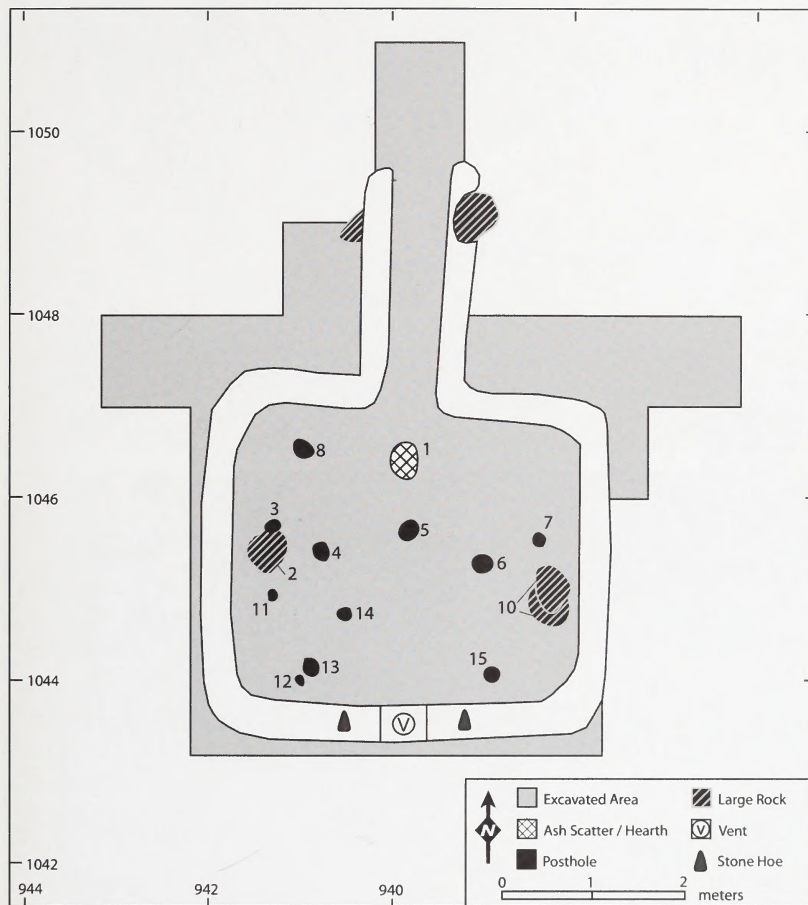 1050
1048
8
1
1046
3
7
5
4
6
2
11
10
14
13
15
12
1044
V
N
Excavated Area
Large Rock
Ash Scatter / Hearth
V
Vent
Posthole
Stone Hoe
1042
0 1 2
meters
944 942 940